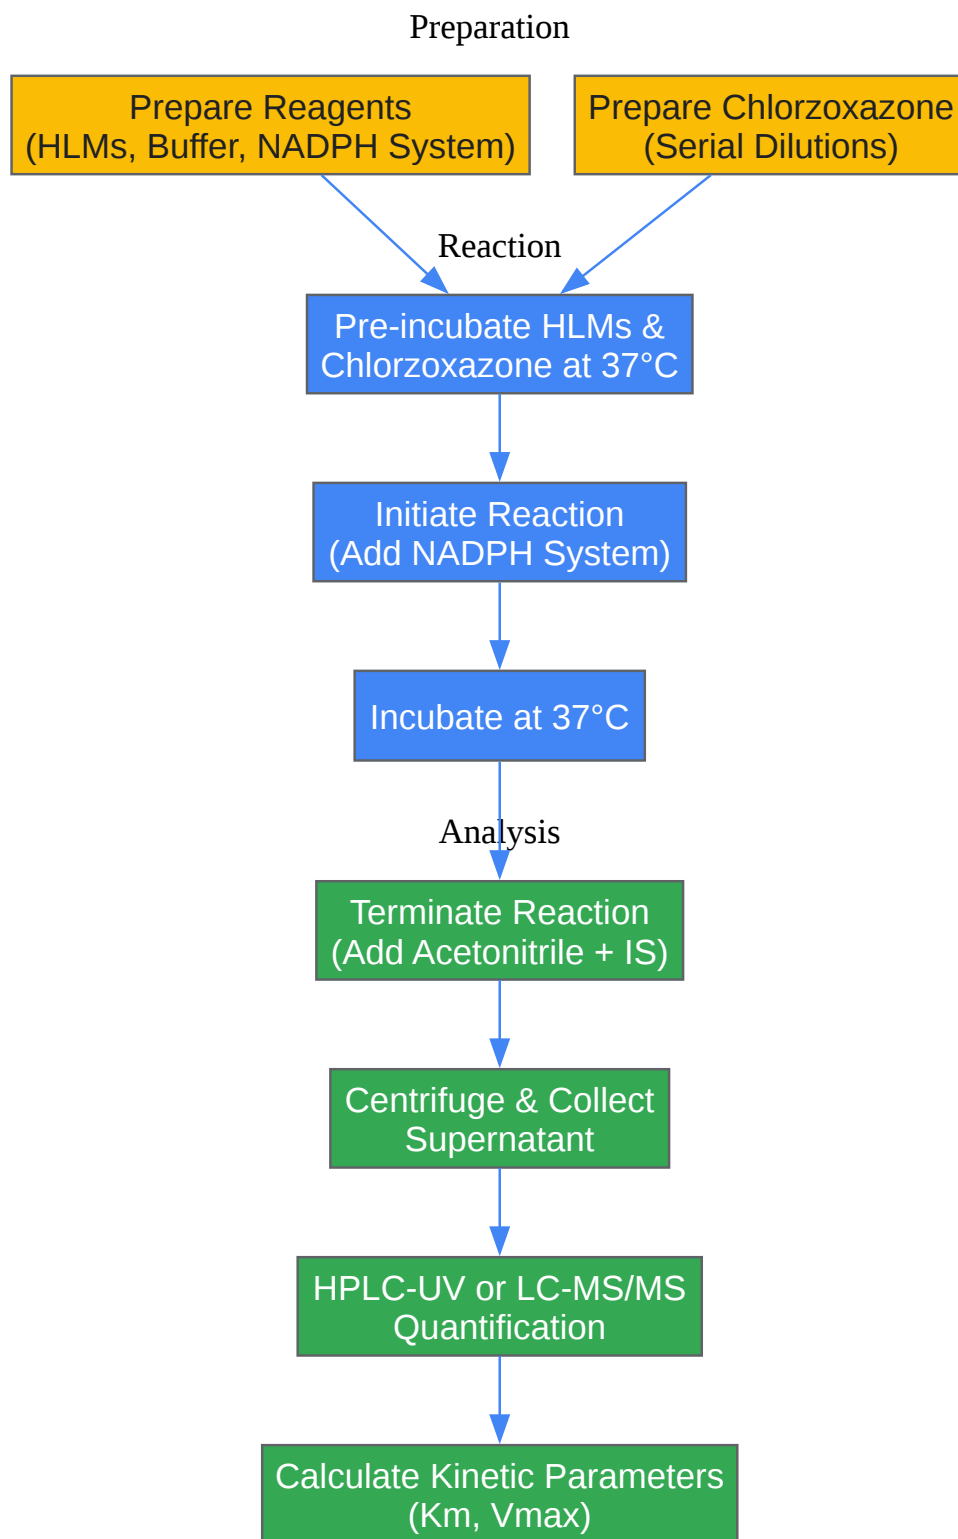 Preparation
Prepare Reagents
(HLMs, Buffer, NADPH System)
Prepare Chlorzoxazone
(Serial Dilutions)
Reaction
Pre-incubate HLMs &
Chlorzoxazone at 37°C
Initiate Reaction
(Add NADPH System)
Incubate at 37°C
Analysis
Terminate Reaction
(Add Acetonitrile + IS)
Centrifuge & Collect
Supernatant
HPLC-UV or LC-MS/MS
Quantification
Calculate Kinetic Parameters
(Km, Vmax)